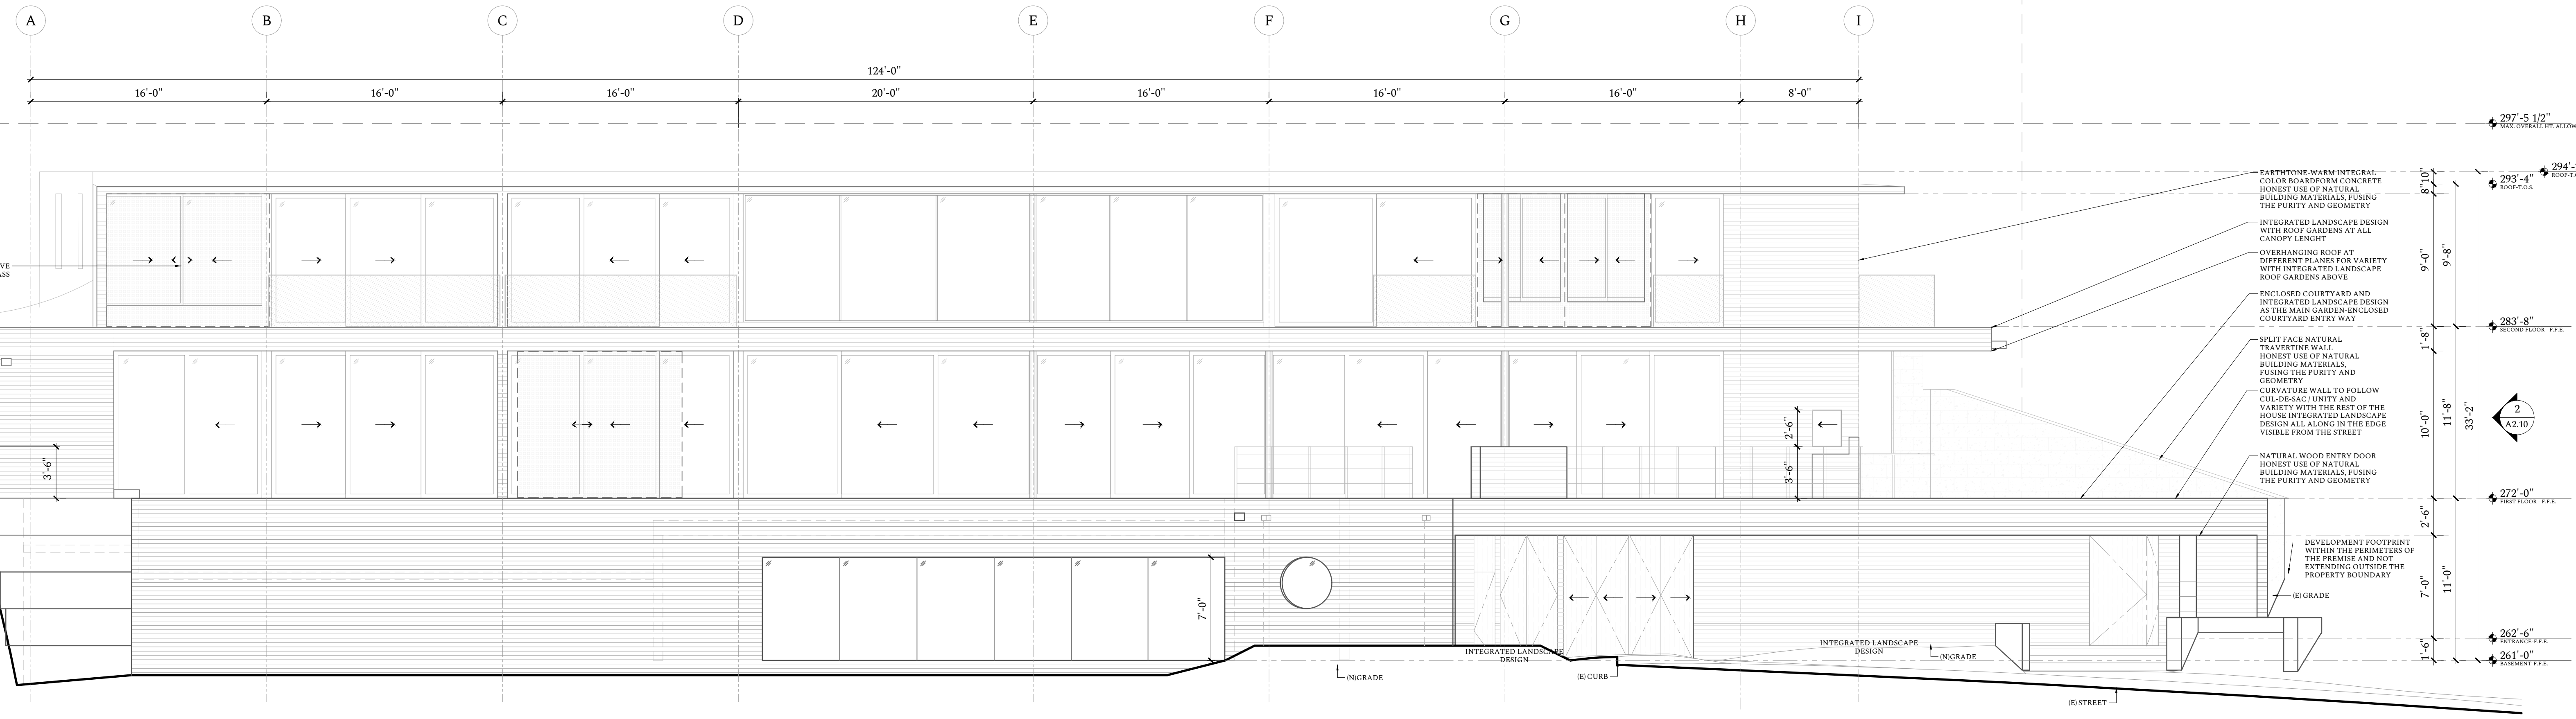 A
B
C
D
E
F
G
H
I
124'-0"
16'-0"
16'-0"
16'-0"
20'-0"
16'-0"
16'-0"
16'-0"
8'-0"
297'-5 1/2"
MAX. OVERALL HT. ALLOW
294'-
ROOF-T.O
293'-4"
ROOF-T.O.S.
10"
8"
9'-0"
9'-8"
EARTHTONE-WARM INTEGRAL
COLOR BOARDFORM CONCRETE
HONEST USE OF NATURAL
BUILDING MATERIALS, FUSING
THE PURITY AND GEOMETRY
INTEGRATED LANDSCAPE DESIGN
WITH ROOF GARDENS AT ALL
CANOPY LENGHT
OVERHANGING ROOF AT
DIFFERENT PLANES FOR VARIETY
WITH INTEGRATED LANDSCAPE
ROOF GARDENS ABOVE
ENCLOSED COURTYARD AND
INTEGRATED LANDSCAPE DESIGN
AS THE MAIN GARDEN-ENCLOSED
COURTYARD ENTRY WAY
283'-8"
SECOND FLOOR - F.F.E.
1'-8"
SPLIT FACE NATURAL
TRAVERTINE WALL
HONEST USE OF NATURAL
BUILDING MATERIALS,
FUSING THE PURITY AND
GEOMETRY
CURVATURE WALL TO FOLLOW
CUL-DE-SAC / UNITY AND
VARIETY WITH THE REST OF THE
HOUSE INTEGRATED LANDSCAPE
DESIGN ALL ALONG IN THE EDGE
VISIBLE FROM THE STREET
10'-0"
11'-8"
33'-2"
2
A2.10
NATURAL WOOD ENTRY DOOR
HONEST USE OF NATURAL
BUILDING MATERIALS, FUSING
THE PURITY AND GEOMETRY
272'-0"
FIRST FLOOR - F.F.E.
2'-6"
DEVELOPMENT FOOTPRINT
WITHIN THE PERIMETERS OF
THE PREMISE AND NOT
EXTENDING OUTSIDE THE
PROPERTY BOUNDARY
7'-0"
11'-0"
(E) GRADE
262'-6"
ENTRANCE-F.F.E.
1'-6"
261'-0"
BASEMENT-F.F.E.
VE
ASS
3'-6"
2'-6"
3'-6"
7'-0"
INTEGRATED LANDSCAPE
DESIGN
INTEGRATED LANDSCAPE
DESIGN
(N)GRADE
(N)GRADE
(E) CURB
(E) STREET